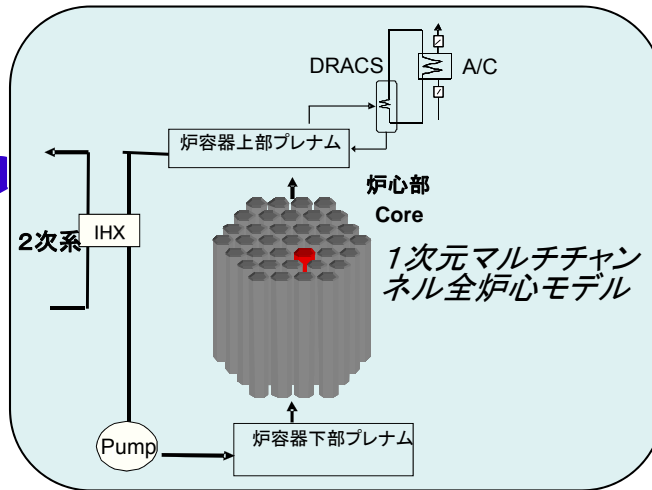 DRACS
A/C
炉容器上部プレナム
炉心部
Core
2次系
IHX
1次元マルチチャン
ネル全炉心モデル
Pump
炉容器下部プレナム